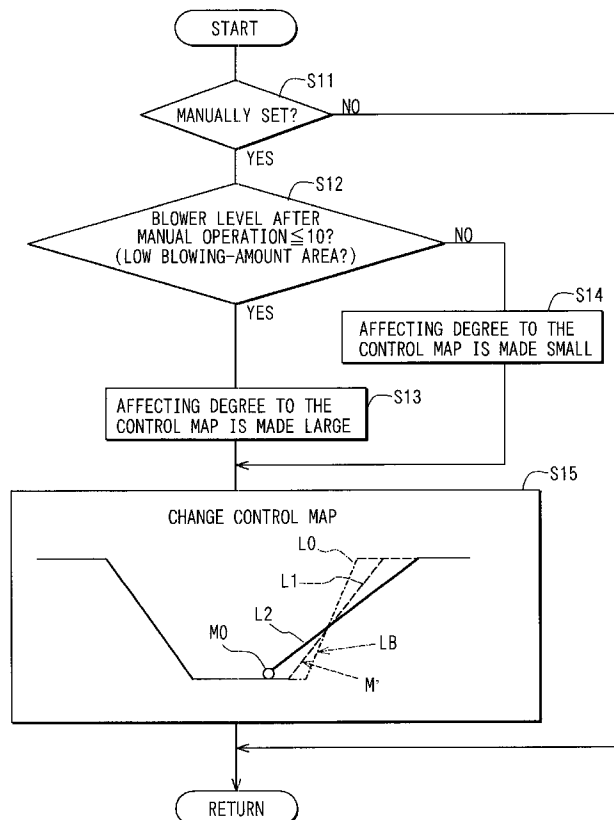 START
S11
MANUALLY SET?
NO
YES
S12
BLOWER LEVEL AFTER
MANUAL OPERATION≦10?
(LOW BLOWING-AMOUNT AREA?)
NO
YES
S14
AFFECTING DEGREE TO THE
CONTROL MAP IS MADE SMALL
S13
AFFECTING DEGREE TO THE
CONTROL MAP IS MADE LARGE
S15
CHANGE CONTROL MAP
L0
L1
L2
M0
LB
M'
RETURN